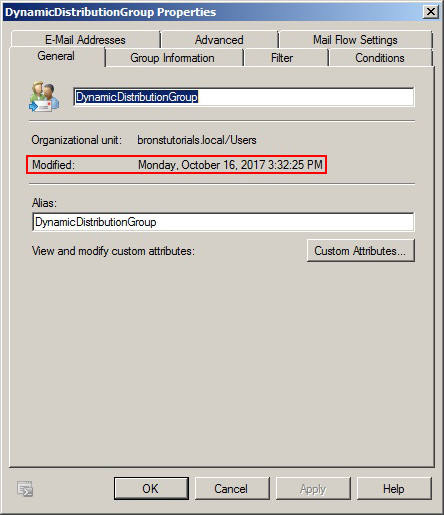 DynamicDistributionGroup Properties
E-Mail Addresses Advanced Mail Flow Settings
General Group Information Filter Conditions
DynamicDistributionGroup
Organizational unit: bronstutorials.local/Users
Modified: Monday, October 16, 2017 3:32:25 PM
Alias:
DynamicDistributionGroup
View and modify custom attributes: Custom Attributes...
OK Cancel Apply Help